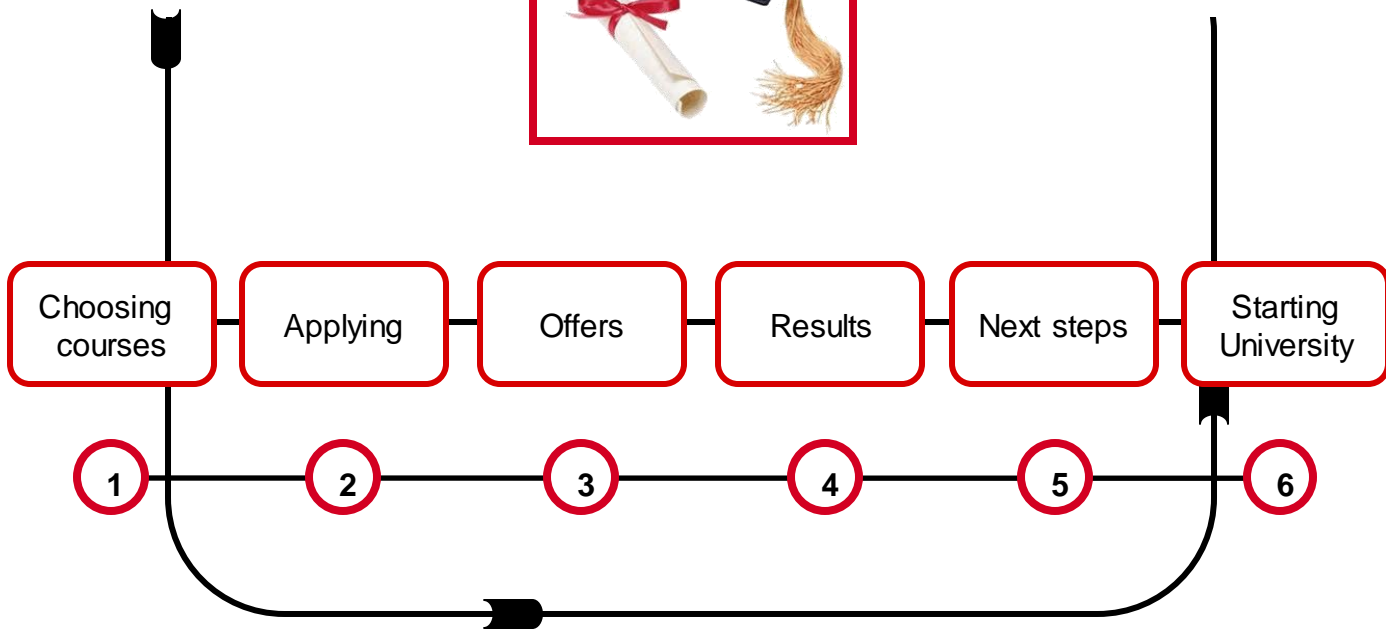 Choosing
courses
Applying
Offers
Results
Next steps
Starting
University
1
2
3
4
5
6